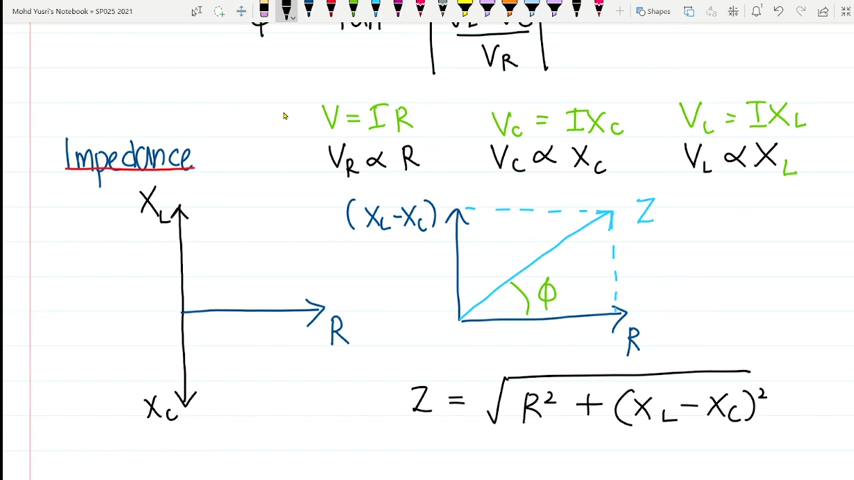 Mohd Yusri's Notebook » SP025 2021
Shapes
φ
V_R
V = IR   V_C = IX_C   V_L = IX_L
Impedance   V_R ∝ R   V_C ∝ X_C   V_L ∝ X_L
X_L   (X_L−X_C)   Z
φ
R   R
X_C   Z = √(R² + (X_L−X_C)²)